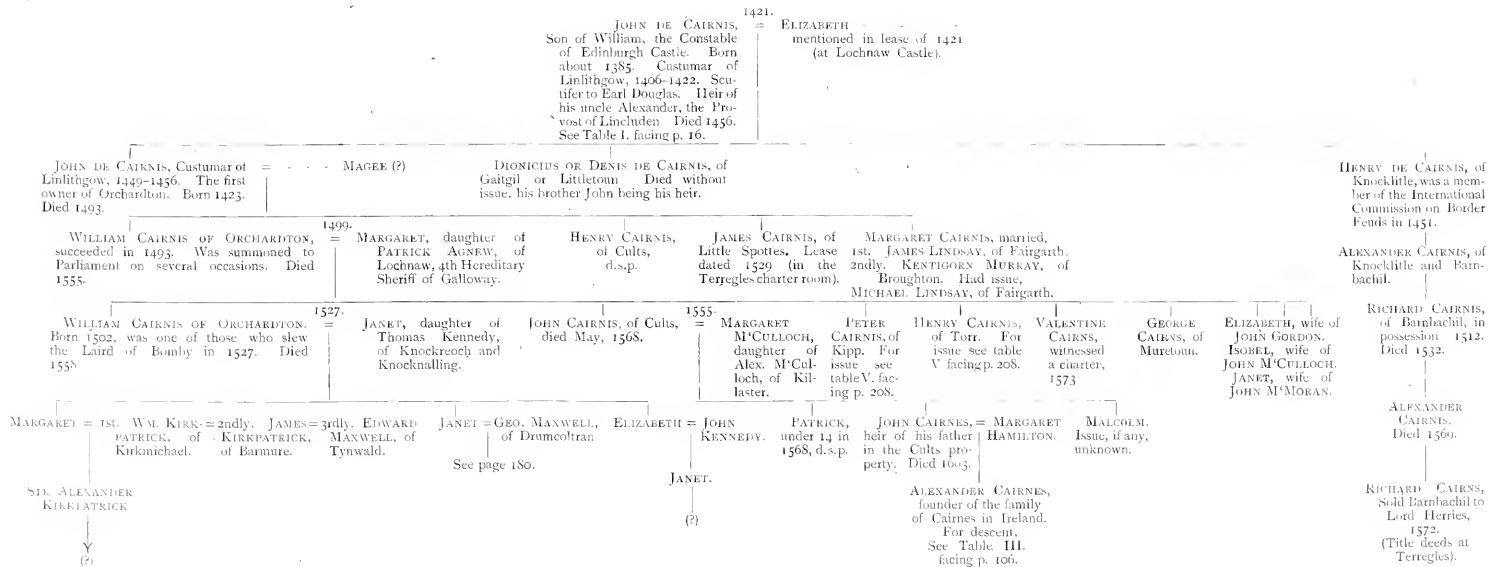 1421.
JOHN DE CAIRNIS, = ELIZABETH
Son of William, the Constable
of Edinburgh Castle. Born
about 1385. Custumar of
Linlithgow, 1406-1422. Scu-
tifer to Earl Douglas. Heir of
his uncle Alexander, the Pro-
vost of Lincluden Died 1456.
See Table I. facing p. 16.
mentioned in lease of 1421
(at Lochnaw Castle).
JOHN DE CAIRNIS, Custumar of
Linlithgow, 1449-1456. The first
owner of Orchardton. Born 1423.
Died 1493.
= - - MAGEE (?)
DIONICIUS OR DENIS DE CAIRNIS, of
Gaitgil or Littletoun Died without
issue, his brother John being his heir.
HENRY DE CAIRNIS, of
Knocklitle, was a mem-
ber of the International
Commission on Border
Feuds in 1451.
1499.
WILLIAM CAIRNIS OF ORCHARDTON, =
succeeded in 1493. Was summoned to
Parliament on several occasions. Died
1555.
MARGARET, daughter of
PATRICK AGNEW, of
Lochnaw, 4th Hereditary
Sheriff of Galloway.
HENRY CAIRNIS,
of Cults,
d.s.p.
JAMES CAIRNIS, of
Little Spottes. Lease
dated 1529 (in the
Terregles charter room).
MARGARET CAIRNIS, married,
1st. JAMES LINDSAY, of Fairgarth.
2ndly. KENTIGORN MURRAY, of
Broughton. Had issue,
MICHAEL LINDSAY, of Fairgarth.
ALEXANDER CAIRNIS, of
Knocklitle and Barn-
bachil.
1527.
WILLIAM CAIRNIS OF ORCHARDTON. =
Born 1502, was one of those who slew
the Laird of Bomby in 1527. Died
1558
JANET, daughter of
Thomas Kennedy,
of Knockreoch and
Knocknalling.
1555.
JOHN CAIRNIS, of Cults, =
died May, 1568.
MARGARET
M'CULLOCH,
daughter of
Alex. M'Cul-
loch, of Kil-
laster.
PETER
CAIRNIS, of
Kipp. For
issue see
table V. fac-
ing p. 208.
HENRY CAIRNIS,
of Torr. For
issue see table
V facing p. 208.
VALENTINE
CAIRNS,
witnessed
a charter,
1573
GEORGE
CAIRNS, of
Muretoun.
ELIZABETH, wife of
JOHN GORDON.
ISOBEL, wife of
JOHN M'CULLOCH.
JANET, wife of
JOHN M'MORAN.
RICHARD CAIRNIS,
of Barnbachil, in
possession 1512.
Died 1532.
MARGARET = 1st. WM. KIRK-
PATRICK, of
Kirkmichael.
= 2ndly. JAMES
KIRKPATRICK,
of Barmure.
= 3rdly. EDWARD
MAXWELL, of
Tynwald.
JANET = GEO. MAXWELL,
of Drumcoltran
See page 180.
ELIZABETH = JOHN
KENNEDY.
PATRICK,
under 14 in
1568, d.s.p.
JOHN CAIRNES, = MARGARET
heir of his father HAMILTON.
in the Cults pro-
perty. Died 1603.
MALCOLM.
Issue, if any,
unknown.
ALEXANDER
CAIRNIS.
Died 1569.
SIR ALEXANDER
KIRKPATRICK
(?)
JANET.
(?)
ALEXANDER CAIRNES,
founder of the family
of Cairnes in Ireland.
For descent,
See Table III.
facing p. 106.
RICHARD CAIRNS,
Sold Barnbachil to
Lord Herries,
1572.
(Title deeds at
Terregles).